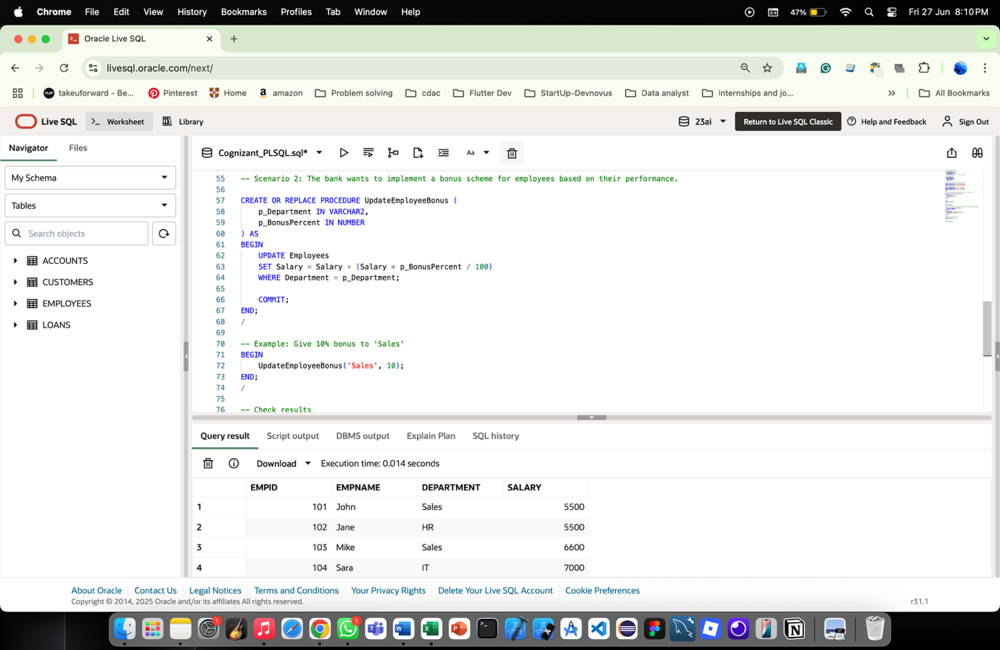 Chrome File Edit View History Bookmarks Profiles Tab Window Help 47% Fri 27 Jun 8:10 PM
Oracle Live SQL
livesql.oracle.com/next/
takeuforward - Be... Pinterest Home amazon Problem solving cdac Flutter Dev StartUp-Devnovus Data analyst Internships and jo... All Bookmarks
Live SQL Worksheet Library 23ai Return to Live SQL Classic Help and Feedback Sign Out
Navigator Files
Cognizant_PLSQL.sql* Aa
My Schema
Tables
Search objects
ACCOUNTS
CUSTOMERS
EMPLOYEES
LOANS
55 -- Scenario 2: The bank wants to implement a bonus scheme for employees based on their performance.
56
57 CREATE OR REPLACE PROCEDURE UpdateEmployeeBonus (
58 p_Department IN VARCHAR2,
59 p_BonusPercent IN NUMBER
60 ) AS
61 BEGIN
62 UPDATE Employees
63 SET Salary = Salary + (Salary * p_BonusPercent / 100)
64 WHERE Department = p_Department;
65
66 COMMIT;
67 END;
68 /
69
70 -- Example: Give 10% bonus to 'Sales'
71 BEGIN
72 UpdateEmployeeBonus('Sales', 10);
73 END;
74 /
75
76 -- Check results
Query result Script output DBMS output Explain Plan SQL history
Download Execution time: 0.014 seconds
EMPID EMPNAME DEPARTMENT SALARY
1 101 John Sales 5500
2 102 Jane HR 5500
3 103 Mike Sales 6600
4 104 Sara IT 7000
About Oracle Contact Us Legal Notices Terms and Conditions Your Privacy Rights Delete Your Live SQL Account Cookie Preferences
Copyright © 2014, 2025 Oracle and/or its affiliates All rights reserved.
r31.1